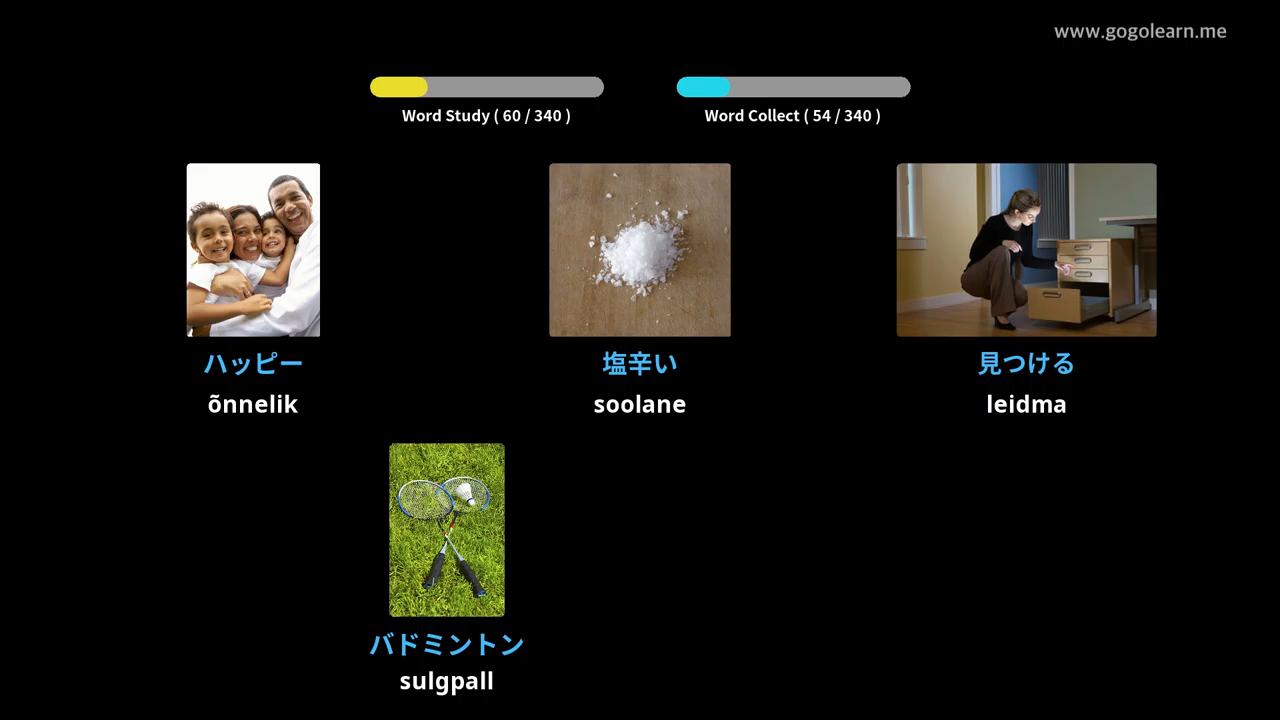 www.gogolearn.me
Word Study ( 60 / 340 )
Word Collect ( 54 / 340 )
ハッピー
õnnelik
塩辛い
soolane
見つける
leidma
バドミントン
sulgpall